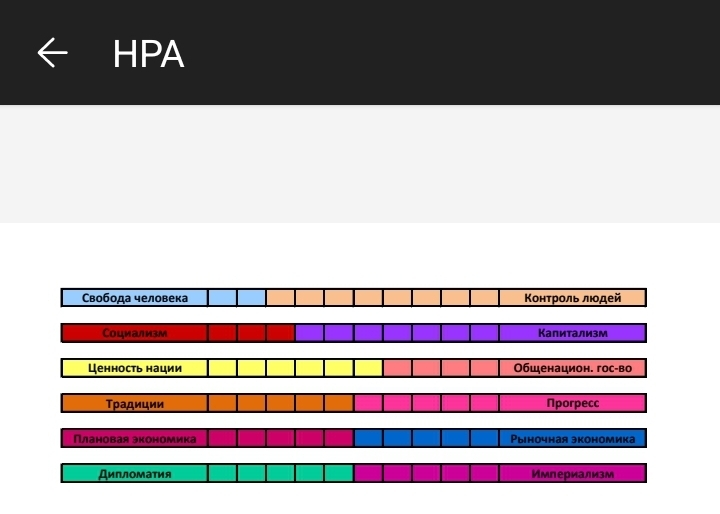 НРА
Свобода человека Контроль людей
Социализм Капитализм
Ценность нации Общенацион. гос-во
Традиции Прогресс
Плановая экономика Рыночная экономика
Дипломатия Империализм